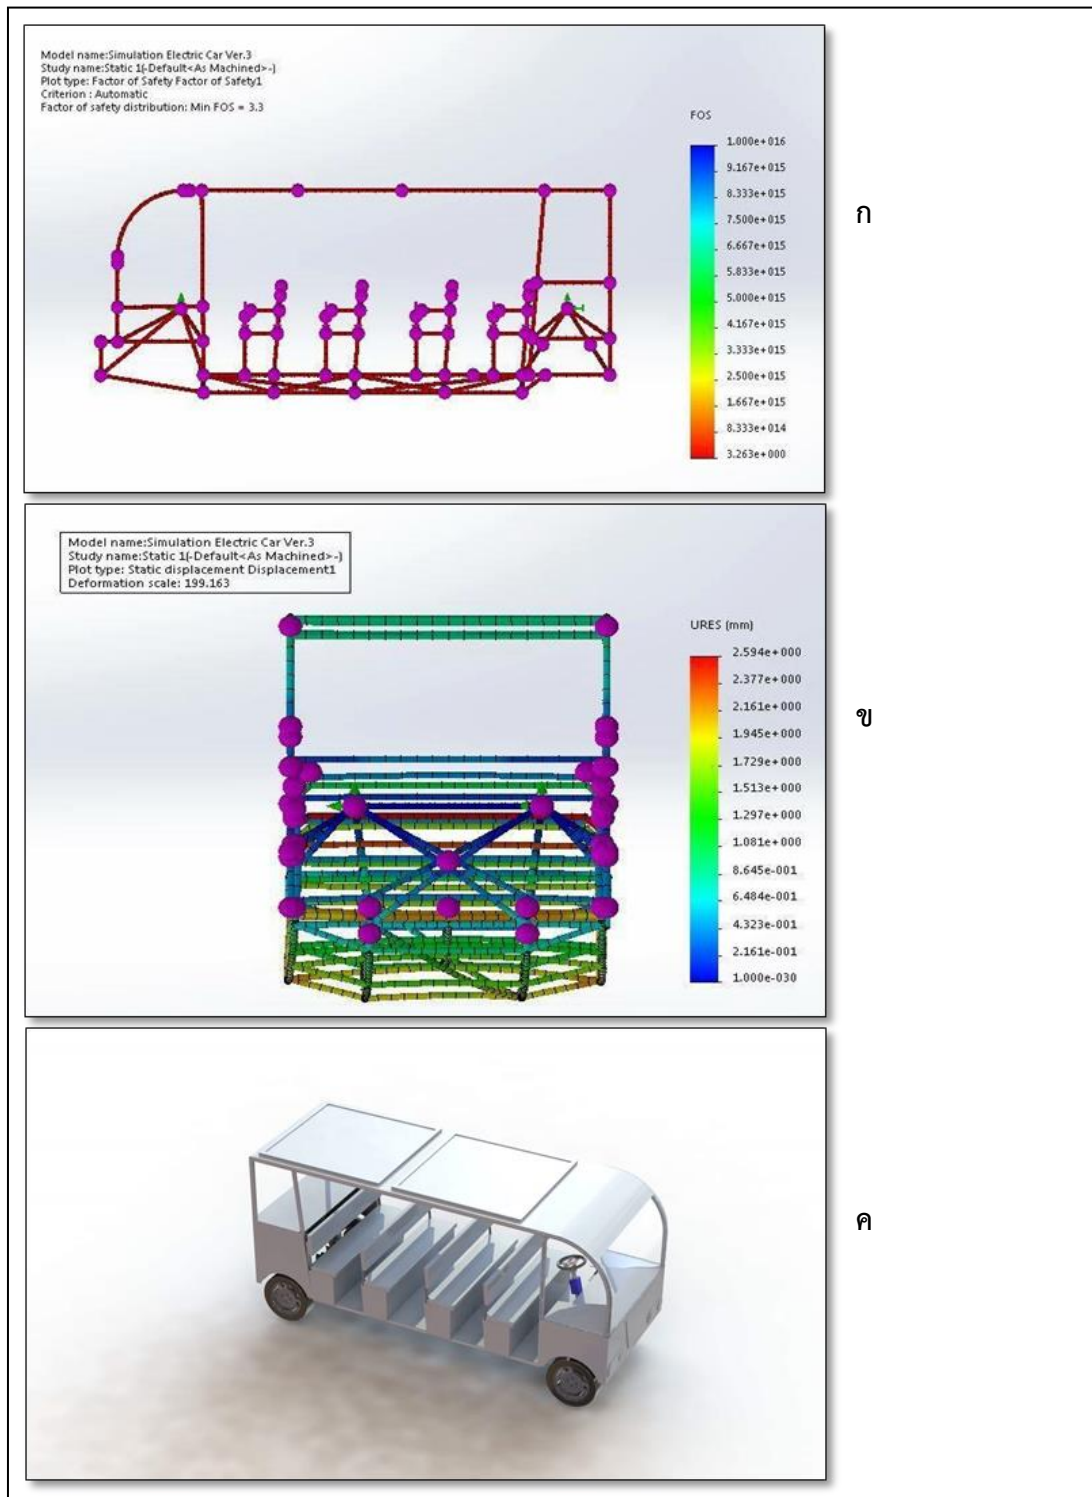 Model name:Simulation Electric Car Ver.3
Study name:Static 1(-Default<As Machined>-)
Plot type: Factor of Safety Factor of Safety1
Criterion : Automatic
Factor of safety distribution: Min FOS = 3.3
FOS
1.000e+016
9.167e+015
8.333e+015
7.500e+015
6.667e+015
5.833e+015
5.000e+015
4.167e+015
3.333e+015
2.500e+015
1.667e+015
8.333e+014
3.263e+000
ก
Model name:Simulation Electric Car Ver.3
Study name:Static 1(-Default<As Machined>-)
Plot type: Static displacement Displacement1
Deformation scale: 199.163
URES (mm)
2.594e+000
2.377e+000
2.161e+000
1.945e+000
1.729e+000
1.513e+000
1.297e+000
1.081e+000
8.645e-001
6.484e-001
4.323e-001
2.161e-001
1.000e-030
ข
ค